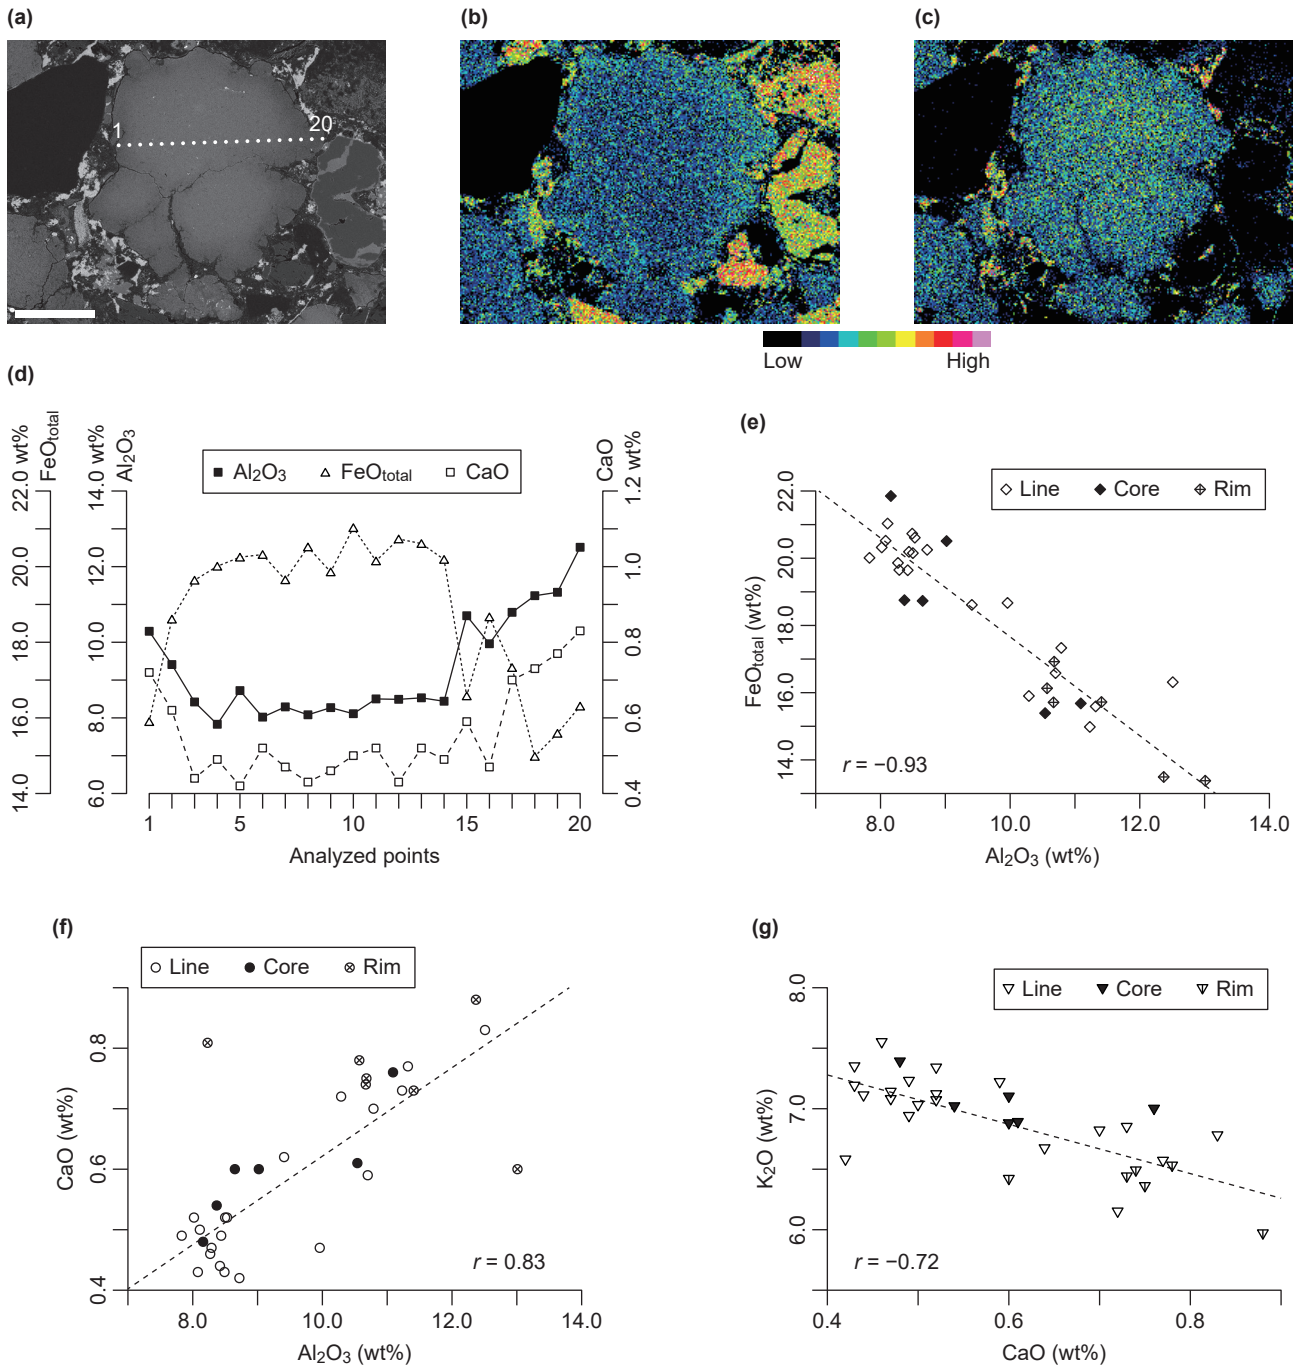 (a)
(b)
(c)
1
20
Low
High
(d)
FeO_total
22.0 wt%
20.0
18.0
16.0
14.0
Al₂O₃
14.0 wt%
12.0
10.0
8.0
6.0
Al₂O₃ FeO_total CaO
CaO
1.2 wt%
1.0
0.8
0.6
0.4
1 5 10 15 20
Analyzed points
(e)
Line Core Rim
FeO_total (wt%)
22.0
20.0
18.0
16.0
14.0
r = −0.93
8.0 10.0 12.0 14.0
Al₂O₃ (wt%)
(f)
Line Core Rim
CaO (wt%)
0.8
0.6
0.4
r = 0.83
8.0 10.0 12.0 14.0
Al₂O₃ (wt%)
(g)
Line Core Rim
K₂O (wt%)
8.0
7.0
6.0
r = −0.72
0.4 0.6 0.8
CaO (wt%)